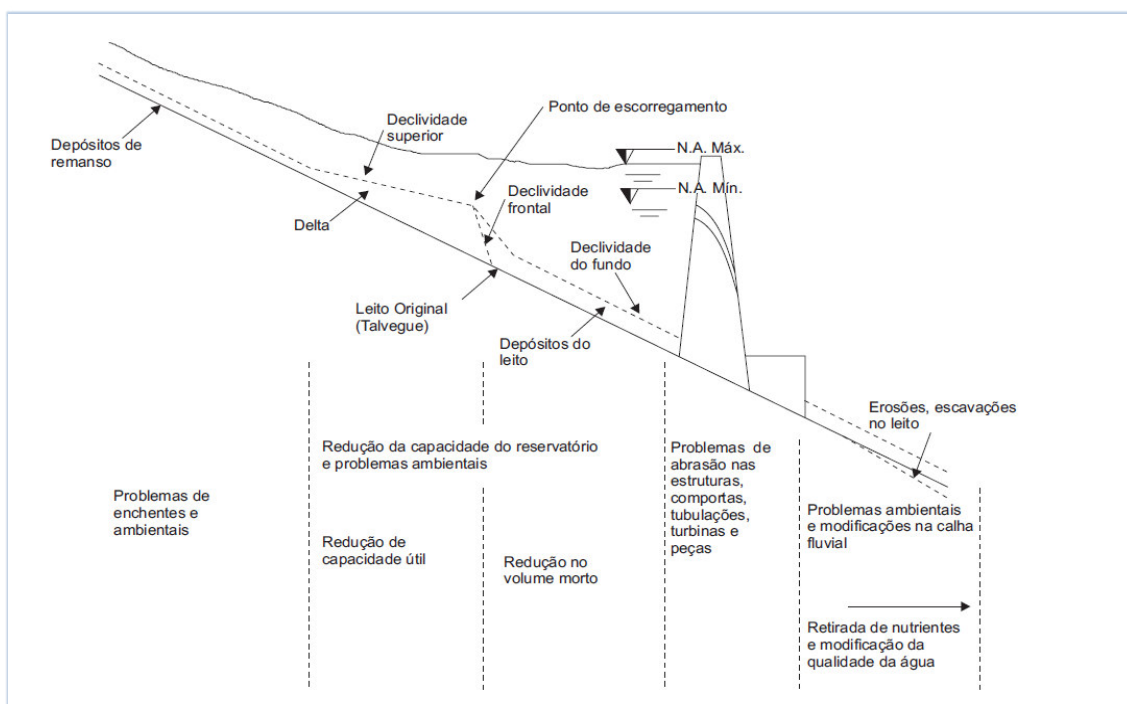 Ponto de escorregamento
Declividade
superior
Depósitos de
remanso
N.A. Máx.
N.A. Mín.
Declividade
frontal
Delta
Declividade
do fundo
Leito Original
(Talvegue)
Depósitos do
leito
Erosões, escavações
no leito
Redução da capacidade do reservatório
e problemas ambientais
Problemas de
abrasão nas
estruturas,
comportas,
tubulações,
turbinas e
peças
Problemas de
enchentes e
ambientais
Problemas ambientais
e modificações na calha
fluvial
Redução de
capacidade útil
Redução no
volume morto
Retirada de nutrientes
e modificação da
qualidade da água